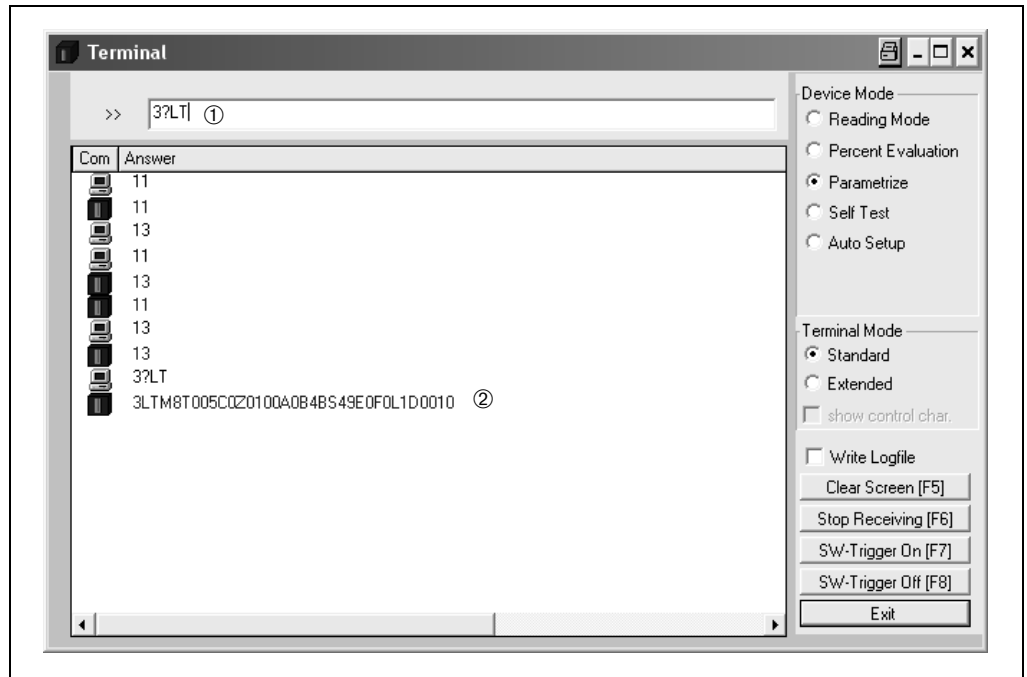 Terminal
>> 3?LT ①
Com Answer
11
11
13
11
13
11
13
13
3?LT
3LTM8T005C0Z0100A0B4BS49E0F0L1D0010 ②
Device Mode
Reading Mode
Percent Evaluation
Parametrize
Self Test
Auto Setup
Terminal Mode
Standard
Extended
show control char.
Write Logfile
Clear Screen [F5]
Stop Receiving [F6]
SW-Trigger On [F7]
SW-Trigger Off [F8]
Exit